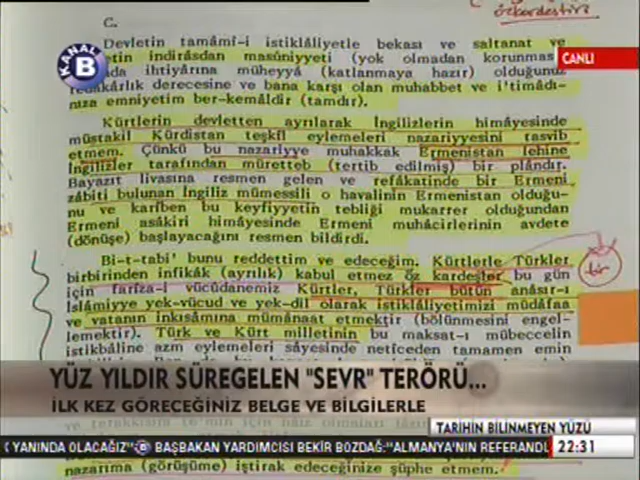 özkardeştir
C.
Devletin tamâmî-i istiklâliyetle bekası ve saltanat ve
indirâsdan masûniyyeti (yok olmadan korunması
ihtiyârına müheyyâ (katlanmaya hazır) olduğunuz
derecesine ve bana karşı olan muhabbet ve i'timâdı-
nıza emniyetim ber-kemâldir (tamdır).
Kürtlerin devletten ayrılarak İngilizlerin himâyesinde
müstakil Kürdistan teşkîl eylemeleri nazariyyesini tasvib
etmem. Çünkü bu nazariyye muhakkak Ermenistan lehine
İngilizler tarafından müretteb (tertib edilmiş) bir plândır.
Bayazıt livasına resmen gelen ve refâkatinde bir Ermeni
zâbiti bulunan İngiliz mümessili o havalinin Ermenistan olduğu-
nu ve karîben bu keyfiyyetin tebliği mukarrer olduğundan
Ermeni asâkiri himâyesinde Ermeni muhâcirlerinin avdete
(dönüşe) başlayacağını resmen bildirdi.
Bi-t-tabi' bunu reddettim ve edeceğim. Kürtlerle Türkler
birbirinden infikâk (ayrılık) kabul etmez öz kardeşler bu gün
bir
için farîza-i vücûdanemiz Kürtler, Türkler bütün anâsır-ı
İslâmiyye yek-vücud ve yek-dil olarak istiklâliyetimizi müdâfaa
ve vatanın inkısâmına mümânaat etmektir (bölünmesini engel-
lemektir). Türk ve Kürt milletinin bu maksat-ı mübeccelin
istikbâline azm eylemeleri sâyesinde neticeden tamamen emin
nazarıma (görüşüme) iştirak edeceğinize şüphe etmem.
KANAL B
CANLI
YÜZ YILDIR SÜREGELEN "SEVR" TERÖRÜ...
İLK KEZ GÖRECEĞİNİZ BELGE VE BİLGİLERLE
TARİHİN BİLİNMEYEN YÜZÜ
YANINDA OLACAĞIZ" B BAŞBAKAN YARDIMCISI BEKİR BOZDAĞ:"ALMANYA'NIN REFERANDU
22:31